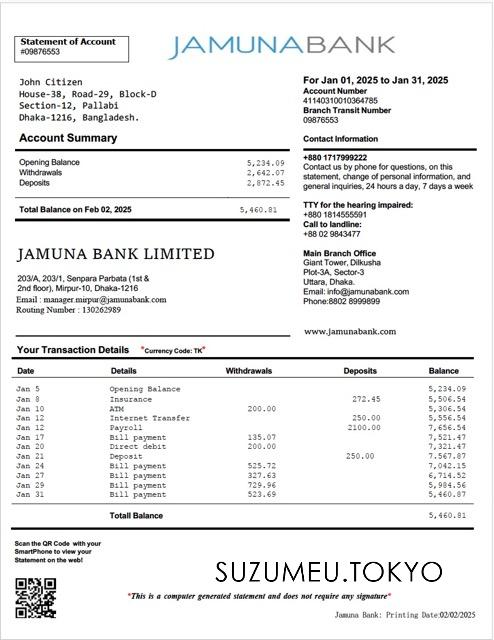 Statement of Account
#09876553
JAMUNABANK
John Citizen
House-38, Road-29, Block-D
Section-12, Pallabi
Dhaka-1216, Bangladesh.
For Jan 01, 2025 to Jan 31, 2025
Account Number
41140310010364785
Branch Transit Number
09876553
Account Summary
Opening Balance 5,234.09
Withdrawals 2,642.07
Deposits 2,872.45
Total Balance on Feb 02, 2025 5,460.81
Contact Information
+880 1717999222
Contact us by phone for questions, on this
statement, change of personal information, and
general inquiries, 24 hours a day, 7 days a week
TTY for the hearing impaired:
+880 1814555591
Call to landline:
+88 02 9843477
Main Branch Office
Giant Tower, Dilkusha
Plot-3A, Sector-3
Uttara, Dhaka.
Email: info@jamunabank.com
Phone:8802 8999899
www.jamunabank.com
JAMUNA BANK LIMITED
203/A, 203/1, Senpara Parbata (1st &
2nd floor), Mirpur-10, Dhaka-1216
Email : manager.mirpur@jamunabank.com
Routing Number : 130262989
Your Transaction Details *Currency Code: TK*
Date Details Withdrawals Deposits Balance
Jan 5 Opening Balance 5,234.09
Jan 8 Insurance 272.45 5,506.54
Jan 10 ATM 200.00 5,306.54
Jan 12 Internet Transfer 250.00 5,556.54
Jan 12 Payroll 2100.00 7,656.54
Jan 17 Bill payment 135.07 7,521.47
Jan 20 Direct debit 200.00 7,321.47
Jan 21 Deposit 250.00 7.567.87
Jan 24 Bill payment 525.72 7,042.15
Jan 27 Bill payment 327.63 6,714.52
Jan 29 Bill payment 729.96 5,984.56
Jan 31 Bill payment 523.69 5,460.87
Totall Balance 5,460.81
Scan the QR Code with your
SmartPhone to view your
Statement on the web!
SUZUMEU.TOKYO
*This is a computer generated statement and does not require any signature*
Jamuna Bank: Printing Date:02/02/2025